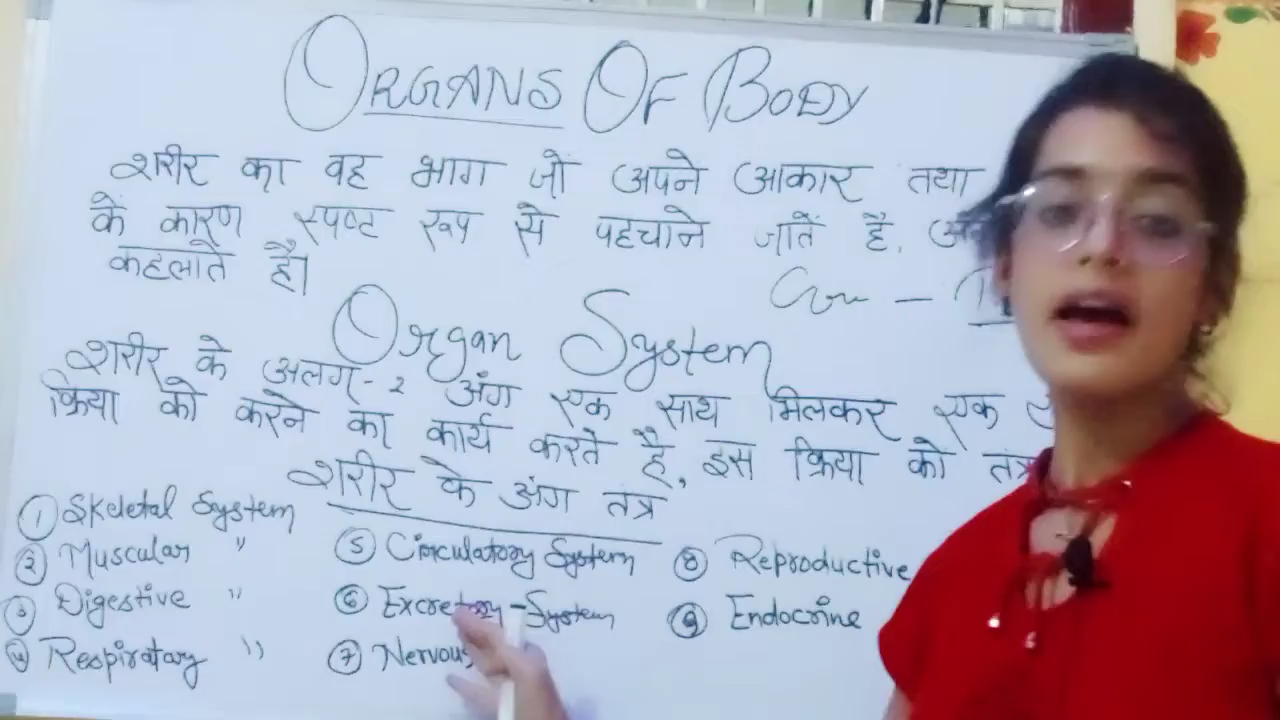 ORGANS OF BODY
शरीर का वह भाग जो अपने आकार तथा
के कारण स्पष्ट रूप से पहचाने जातें है,
कहलाते है।
Organ System
शरीर के अलग-2 अंग एक साथ मिलकर एक
क्रिया को करने का कार्य करते है, इस क्रिया को तंत्र
शरीर के अंग तंत्र
① Skeletal System
② Muscular "
③ Digestive "
④ Respiratary "
⑤ Circulatory System
⑥ Excretory-System
⑦ Nervous
⑧ Reproductive
⑨ Endocrine